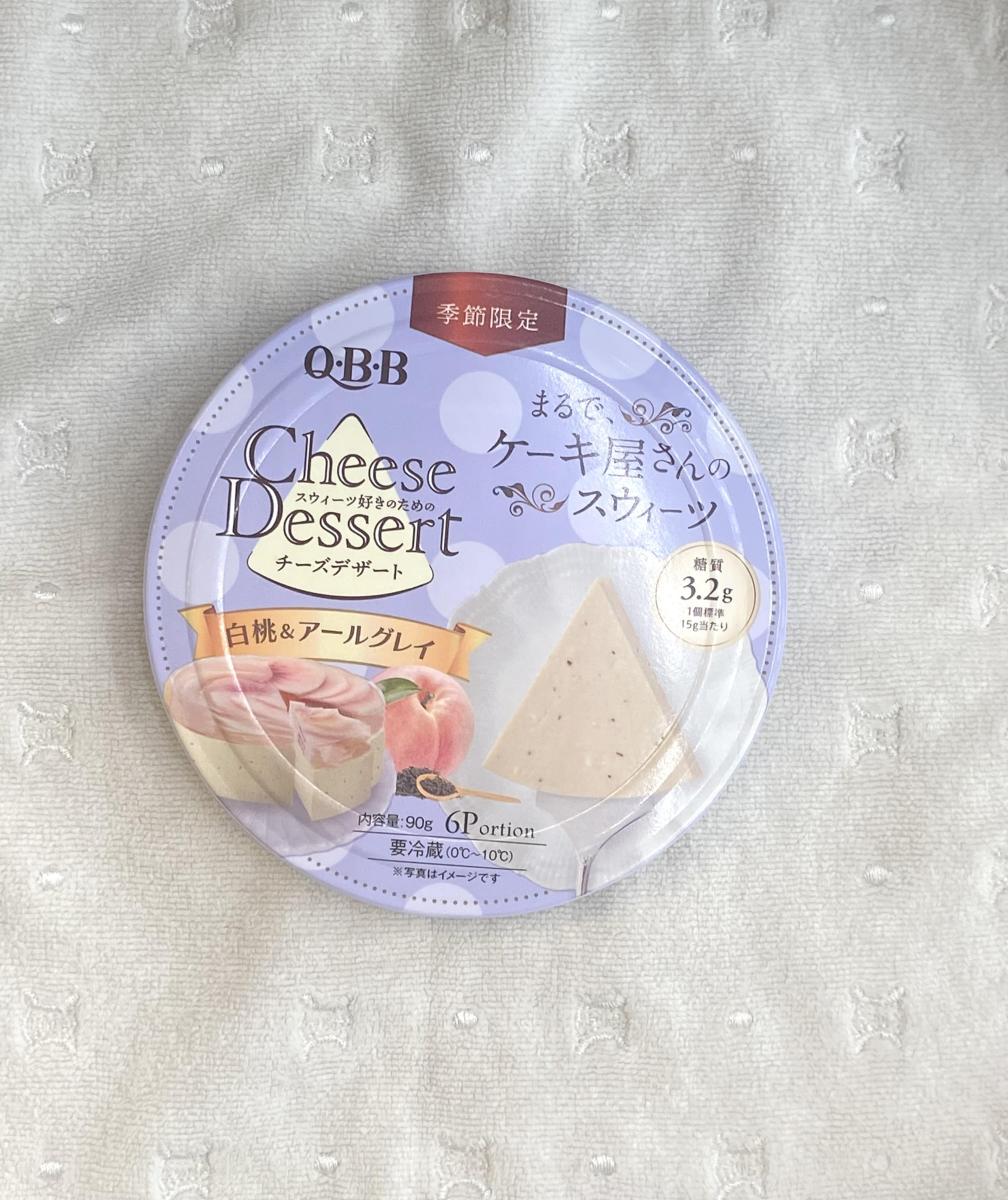 季節限定
Q・B・B
Cheese
スウィーツ好きのための
Dessert
チーズデザート
まるで、
ケーキ屋さんの
スウィーツ
糖質
3.2g
1個標準
15g当たり
白桃&アールグレイ
内容量:90g 6Portion
要冷蔵(0℃~10℃)
※写真はイメージです